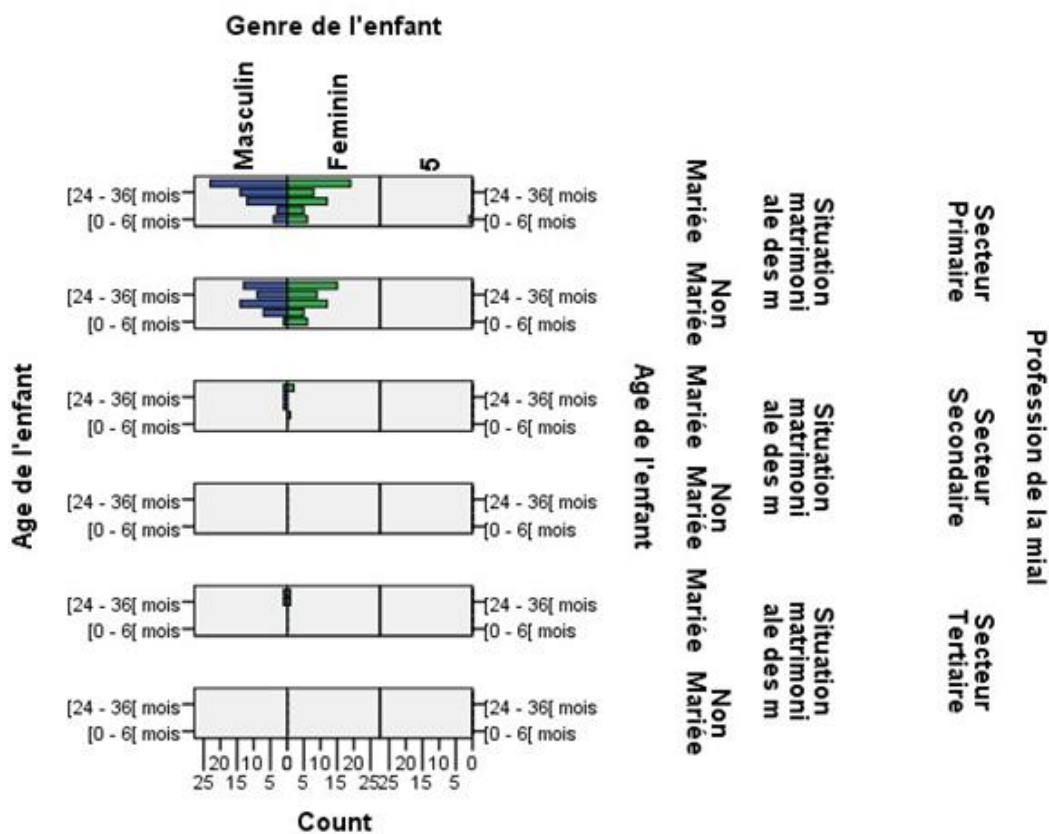 Genre de l'enfant
Masculin
Feminin
5
[24 - 36[ mois
[0 - 6[ mois
[24 - 36[ mois
[0 - 6[ mois
Mariée
Situation
matrimoni
ale des m
Secteur
Primaire
[24 - 36[ mois
[0 - 6[ mois
[24 - 36[ mois
[0 - 6[ mois
Non
Mariée
[24 - 36[ mois
[0 - 6[ mois
[24 - 36[ mois
[0 - 6[ mois
Mariée
Situation
matrimoni
ale des m
Secteur
Secondaire
[24 - 36[ mois
[0 - 6[ mois
[24 - 36[ mois
[0 - 6[ mois
Non
Mariée
[24 - 36[ mois
[0 - 6[ mois
[24 - 36[ mois
[0 - 6[ mois
Mariée
Situation
matrimoni
ale des m
Secteur
Tertiaire
[24 - 36[ mois
[0 - 6[ mois
[24 - 36[ mois
[0 - 6[ mois
Non
Mariée
Age de l'enfant
Age de l'enfant
Profession de la mial
20 10 0 10 20 25 15 5
25 15 5 5 15 25 20 10 0
Count